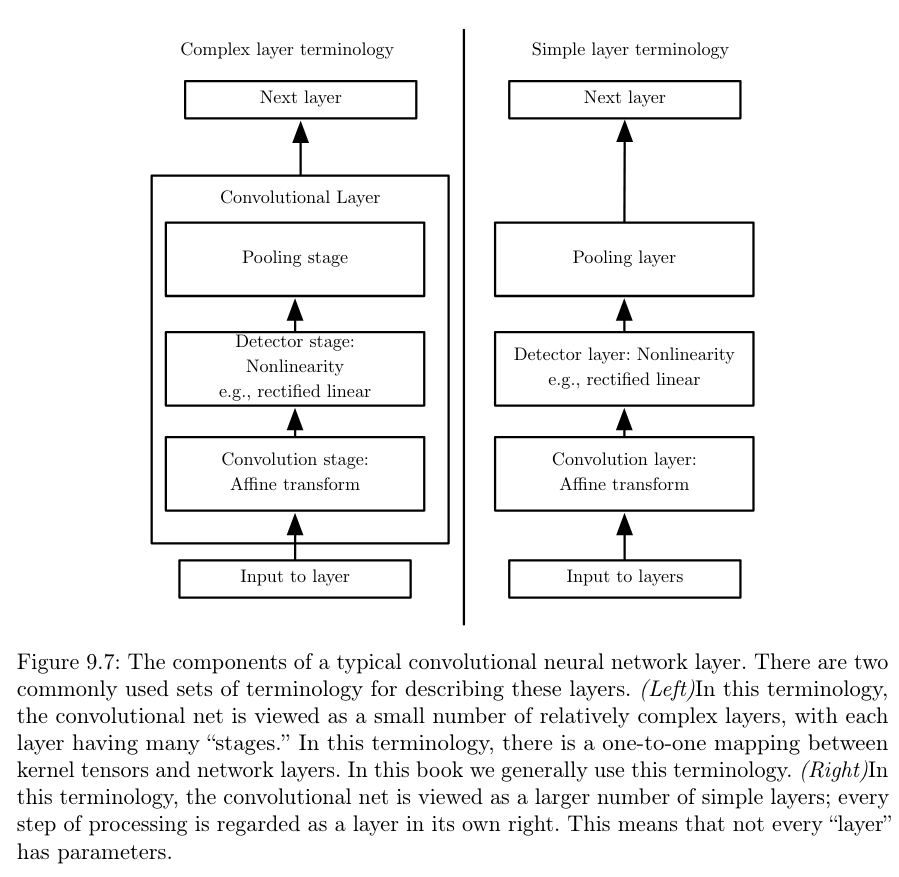 Complex layer terminology
Next layer
Convolutional Layer
Pooling stage
Detector stage:
Nonlinearity
e.g., rectified linear
Convolution stage:
Affine transform
Input to layer
Simple layer terminology
Next layer
Pooling layer
Detector layer: Nonlinearity
e.g., rectified linear
Convolution layer:
Affine transform
Input to layers
Figure 9.7: The components of a typical convolutional neural network layer. There are two
commonly used sets of terminology for describing these layers. (Left)In this terminology,
the convolutional net is viewed as a small number of relatively complex layers, with each
layer having many “stages.” In this terminology, there is a one-to-one mapping between
kernel tensors and network layers. In this book we generally use this terminology. (Right)In
this terminology, the convolutional net is viewed as a larger number of simple layers; every
step of processing is regarded as a layer in its own right. This means that not every “layer”
has parameters.